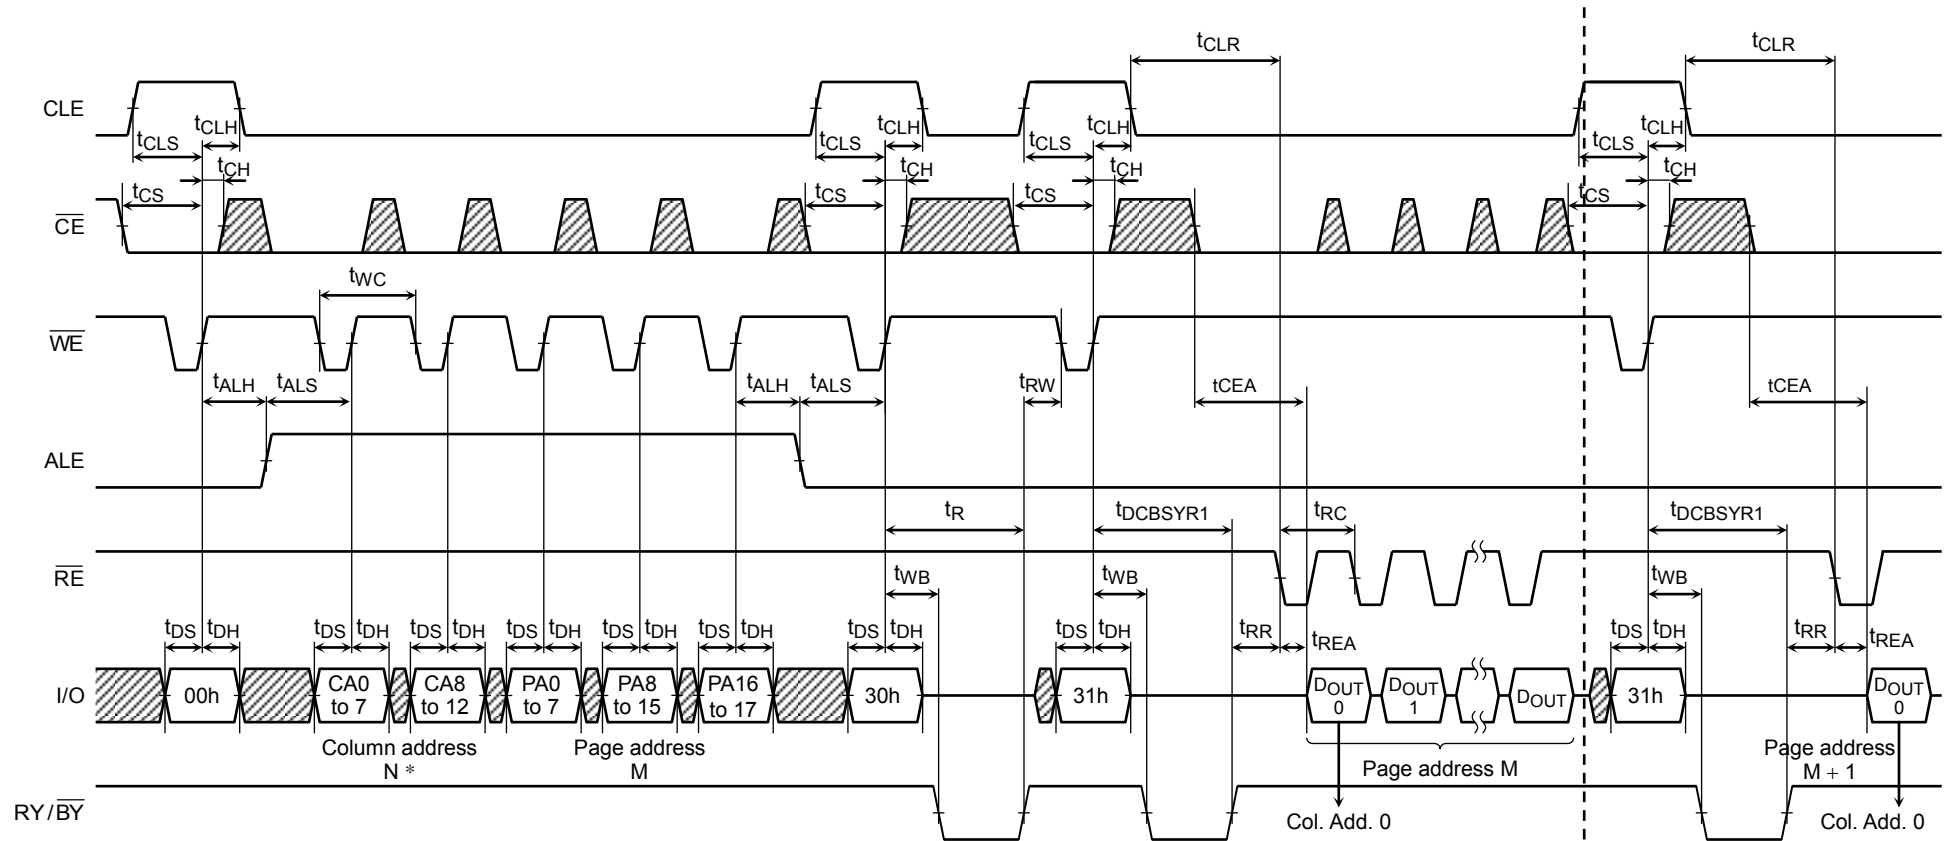 tCLR tCLR
CLE
tCLS tCLH tCLS tCLH tCLS tCLH tCLS tCLH
tCS tCH tCS tCH tCS tCH tCS tCH
CE
tWC
WE
tALH tALS tALH tALS tRW tCEA tCEA
ALE
tR tDCBSYR1 tRC tDCBSYR1
RE
tWB tWB tWB
tDS tDH tDS tDH tDS tDH tDS tDH tDS tDH tDS tDH tDS tDH tDS tDH tRR tREA tDS tDH tRR tREA
I/O
00h
CA0 to 7
CA8 to 12
PA0 to 7
PA8 to 15
PA16 to 17
30h
31h
DOUT 0
DOUT 1
DOUT
31h
DOUT 0
Column address
N *
Page address
M
Page address M
Page address
M + 1
RY/BY
Col. Add. 0
Col. Add. 0